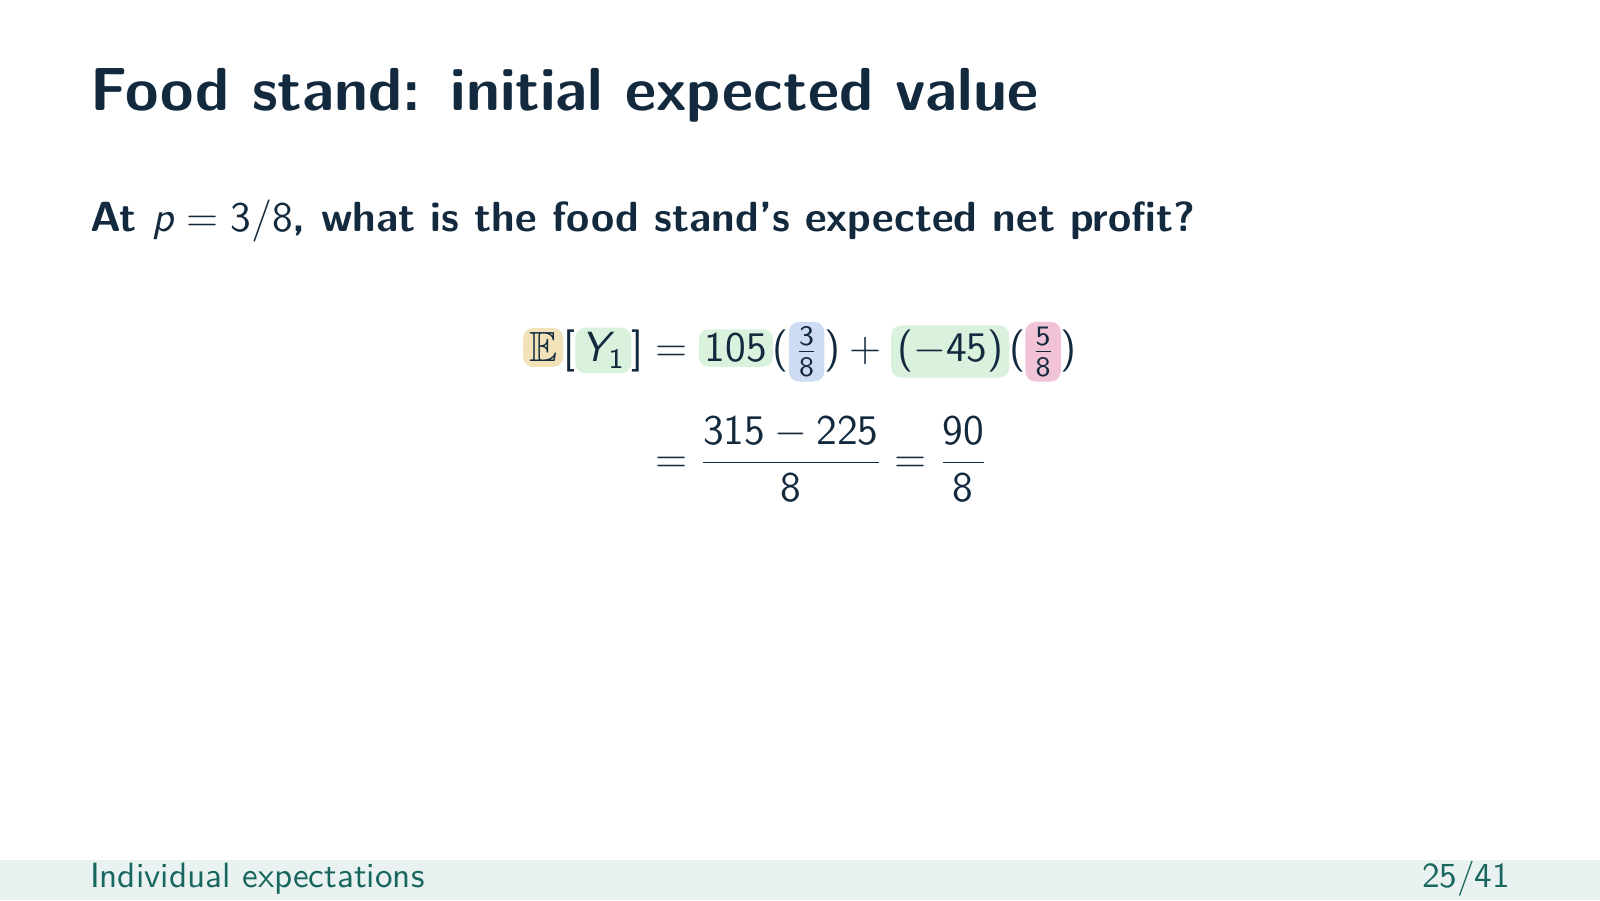 Food stand: initial expected value
At p = 3/8, what is the food stand's expected net profit?
𝔼[Y₁] = 105(3/8) + (−45)(5/8)
= (315 − 225)/8 = 90/8
Individual expectations
25/41